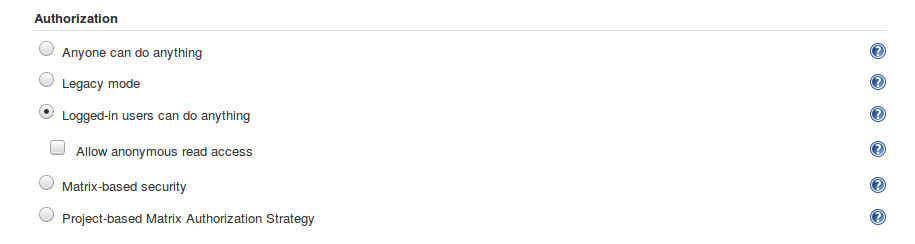 Authorization
Anyone can do anything
Legacy mode
Logged-in users can do anything
Allow anonymous read access
Matrix-based security
Project-based Matrix Authorization Strategy